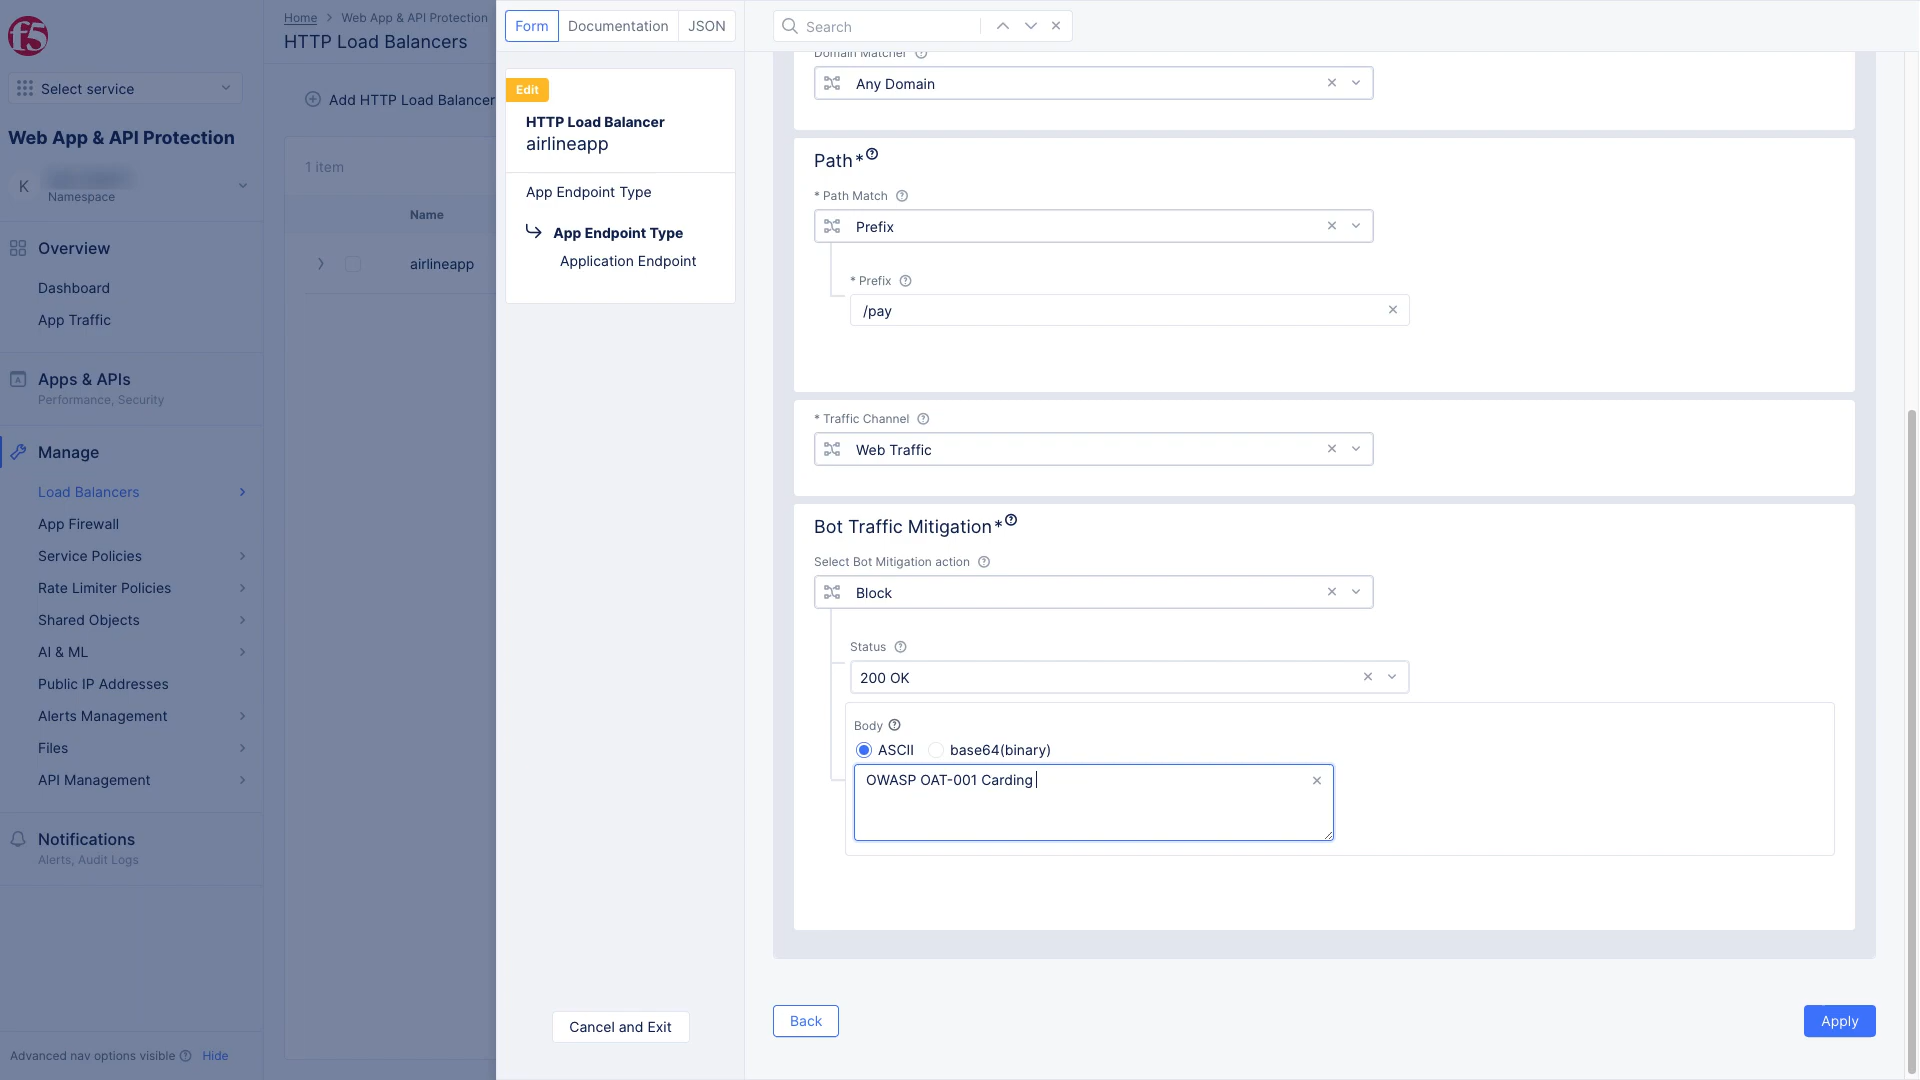 f5
Select service
Web App & API Protection
K
Namespace
Overview
Dashboard
App Traffic
Apps & APIs
Performance, Security
Manage
Load Balancers
App Firewall
Service Policies
Rate Limiter Policies
Shared Objects
AI & ML
Public IP Addresses
Alerts Management
Files
API Management
Notifications
Alerts, Audit Logs
Advanced nav options visible Hide
Home Web App & API Protection
HTTP Load Balancers
Add HTTP Load Balancer
1 item
Name
airlineapp
Form Documentation JSON
Edit
HTTP Load Balancer
airlineapp
App Endpoint Type
App Endpoint Type
Application Endpoint
Cancel and Exit
Search
Domain Matcher
Any Domain
Path*
* Path Match
Prefix
* Prefix
/pay
* Traffic Channel
Web Traffic
Bot Traffic Mitigation*
Select Bot Mitigation action
Block
Status
200 OK
Body
ASCII base64(binary)
OWASP OAT-001 Carding
Back
Apply